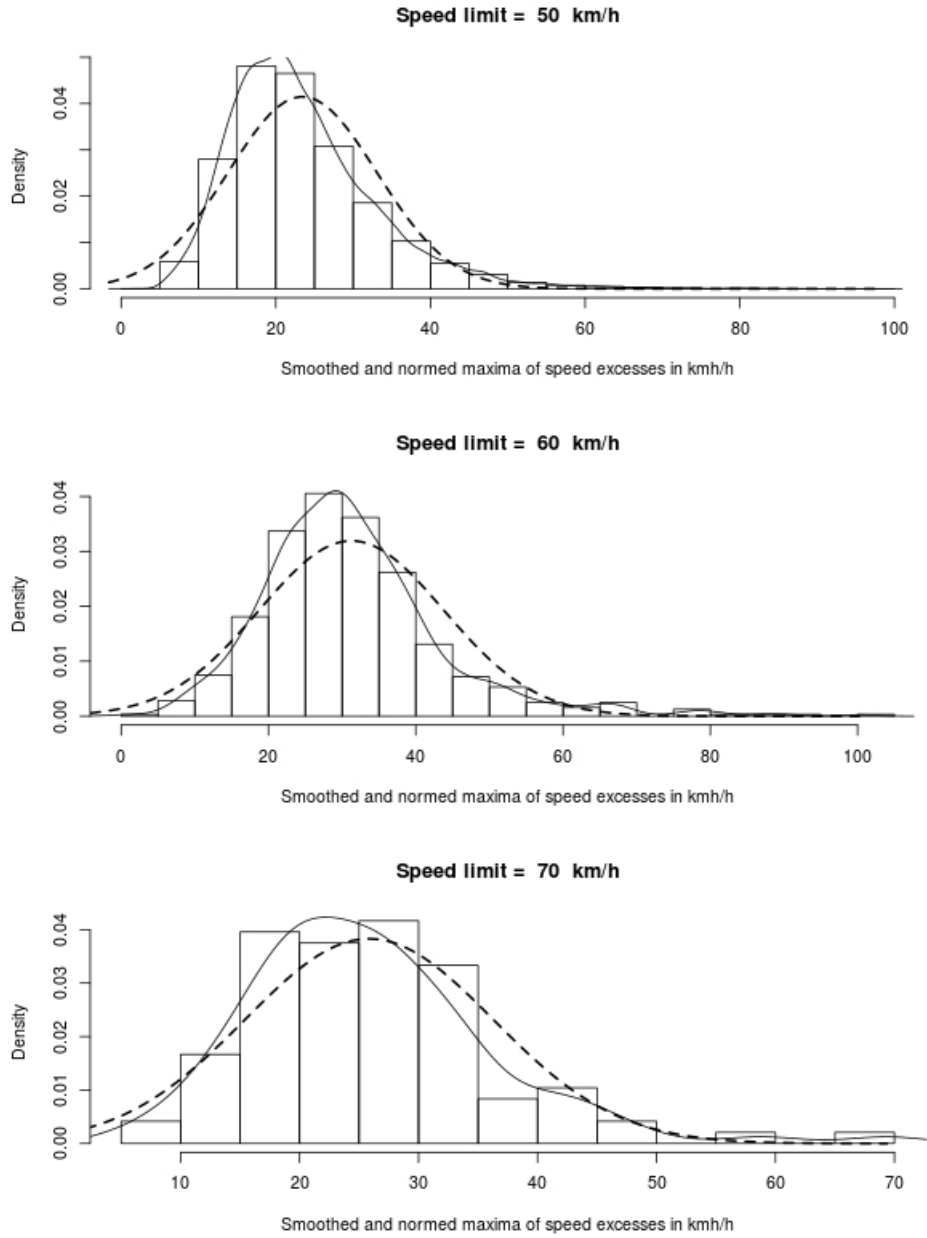 Speed limit = 50 km/h
Density
0.00 0.02 0.04
0 20 40 60 80 100
Smoothed and normed maxima of speed excesses in kmh/h
Speed limit = 60 km/h
Density
0.00 0.01 0.02 0.03 0.04
0 20 40 60 80 100
Smoothed and normed maxima of speed excesses in kmh/h
Speed limit = 70 km/h
Density
0.00 0.01 0.02 0.03 0.04
10 20 30 40 50 60 70
Smoothed and normed maxima of speed excesses in kmh/h